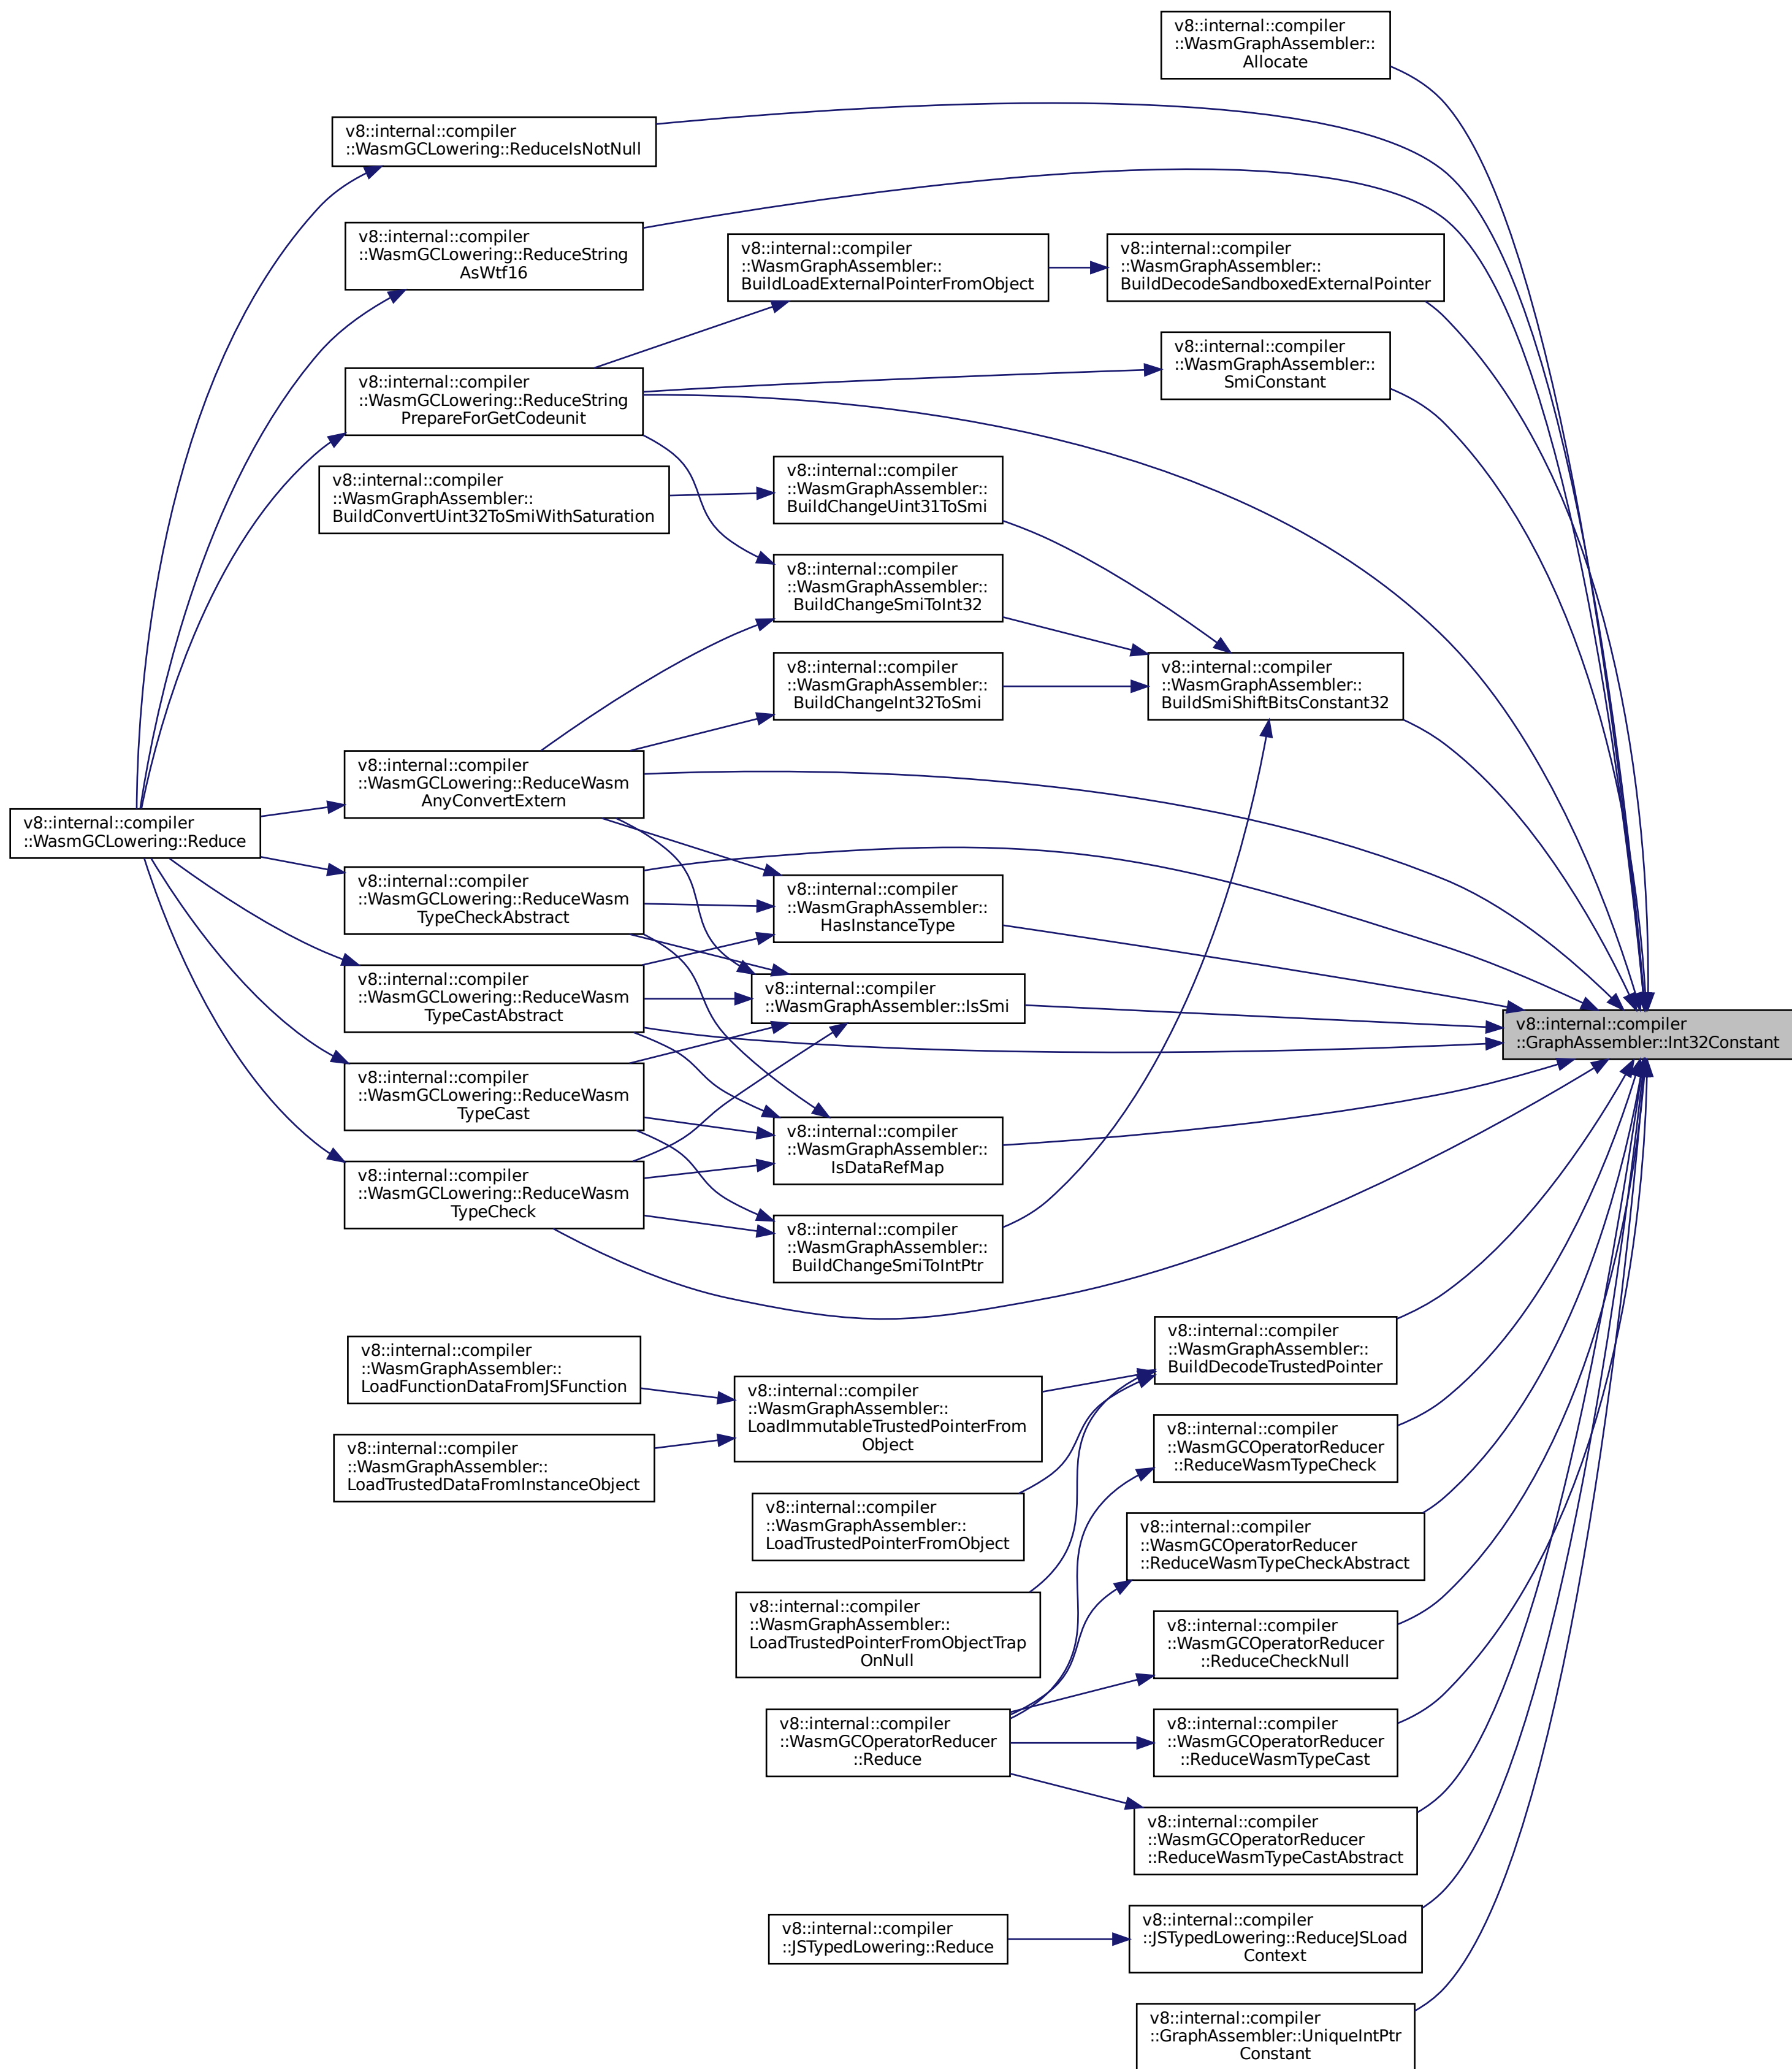 v8::internal::compiler
::WasmGraphAssembler::
Allocate
v8::internal::compiler
::WasmGCLowering::ReduceIsNotNull
v8::internal::compiler
::WasmGCLowering::ReduceString
AsWtf16
v8::internal::compiler
::WasmGraphAssembler::
BuildLoadExternalPointerFromObject
v8::internal::compiler
::WasmGraphAssembler::
BuildDecodeSandboxedExternalPointer
v8::internal::compiler
::WasmGraphAssembler::
SmiConstant
v8::internal::compiler
::WasmGCLowering::ReduceString
PrepareForGetCodeunit
v8::internal::compiler
::WasmGraphAssembler::
BuildConvertUint32ToSmiWithSaturation
v8::internal::compiler
::WasmGraphAssembler::
BuildChangeUint31ToSmi
v8::internal::compiler
::WasmGraphAssembler::
BuildChangeSmiToInt32
v8::internal::compiler
::WasmGraphAssembler::
BuildChangeInt32ToSmi
v8::internal::compiler
::WasmGraphAssembler::
BuildSmiShiftBitsConstant32
v8::internal::compiler
::WasmGCLowering::ReduceWasm
AnyConvertExtern
v8::internal::compiler
::WasmGCLowering::Reduce
v8::internal::compiler
::WasmGCLowering::ReduceWasm
TypeCheckAbstract
v8::internal::compiler
::WasmGraphAssembler::
HasInstanceType
v8::internal::compiler
::WasmGCLowering::ReduceWasm
TypeCastAbstract
v8::internal::compiler
::WasmGraphAssembler::IsSmi
v8::internal::compiler
::GraphAssembler::Int32Constant
v8::internal::compiler
::WasmGCLowering::ReduceWasm
TypeCast
v8::internal::compiler
::WasmGraphAssembler::
IsDataRefMap
v8::internal::compiler
::WasmGCLowering::ReduceWasm
TypeCheck
v8::internal::compiler
::WasmGraphAssembler::
BuildChangeSmiToIntPtr
v8::internal::compiler
::WasmGraphAssembler::
BuildDecodeTrustedPointer
v8::internal::compiler
::WasmGraphAssembler::
LoadFunctionDataFromJSFunction
v8::internal::compiler
::WasmGraphAssembler::
LoadImmutableTrustedPointerFrom
Object
v8::internal::compiler
::WasmGraphAssembler::
LoadTrustedDataFromInstanceObject
v8::internal::compiler
::WasmGCOperatorReducer
::ReduceWasmTypeCheck
v8::internal::compiler
::WasmGraphAssembler::
LoadTrustedPointerFromObject
v8::internal::compiler
::WasmGCOperatorReducer
::ReduceWasmTypeCheckAbstract
v8::internal::compiler
::WasmGraphAssembler::
LoadTrustedPointerFromObjectTrap
OnNull
v8::internal::compiler
::WasmGCOperatorReducer
::ReduceCheckNull
v8::internal::compiler
::WasmGCOperatorReducer
::Reduce
v8::internal::compiler
::WasmGCOperatorReducer
::ReduceWasmTypeCast
v8::internal::compiler
::WasmGCOperatorReducer
::ReduceWasmTypeCastAbstract
v8::internal::compiler
::JSTypedLowering::Reduce
v8::internal::compiler
::JSTypedLowering::ReduceJSLoad
Context
v8::internal::compiler
::GraphAssembler::UniqueIntPtr
Constant